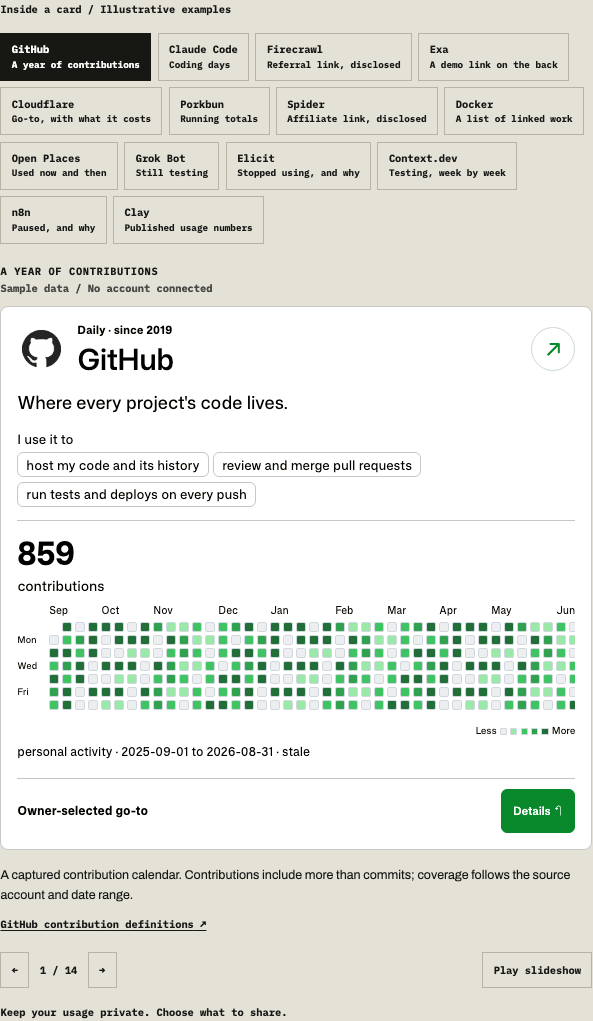 Inside a card / Illustrative examples
GitHub
A year of contributions
Claude Code
Coding days
Firecrawl
Referral link, disclosed
Exa
A demo link on the back
Cloudflare
Go-to, with what it costs
Porkbun
Running totals
Spider
Affiliate link, disclosed
Docker
A list of linked work
Open Places
Used now and then
Grok Bot
Still testing
Elicit
Stopped using, and why
Context.dev
Testing, week by week
n8n
Paused, and why
Clay
Published usage numbers
A YEAR OF CONTRIBUTIONS
Sample data / No account connected
Daily · since 2019
GitHub
Where every project's code lives.
I use it to
host my code and its history
review and merge pull requests
run tests and deploys on every push
859
contributions
Sep Oct Nov Dec Jan Feb Mar Apr May Jun
Mon
Wed
Fri
Less More
personal activity · 2025-09-01 to 2026-08-31 · stale
Owner-selected go-to
Details
A captured contribution calendar. Contributions include more than commits; coverage follows the source
account and date range.
GitHub contribution definitions ↗
← 1 / 14 →
Play slideshow
Keep your usage private. Choose what to share.